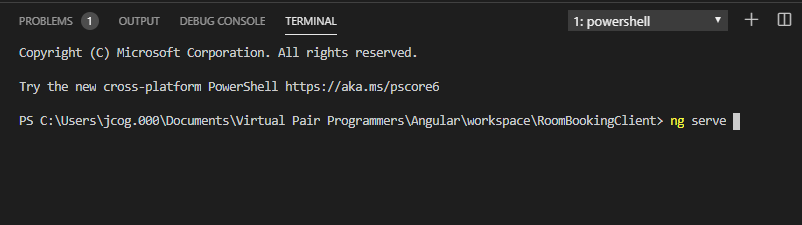 PROBLEMS 1 OUTPUT DEBUG CONSOLE TERMINAL 1: powershell
Copyright (C) Microsoft Corporation. All rights reserved.
Try the new cross-platform PowerShell https://aka.ms/pscore6
PS C:\Users\jcog.000\Documents\Virtual Pair Programmers\Angular\workspace\RoomBookingClient> ng serve